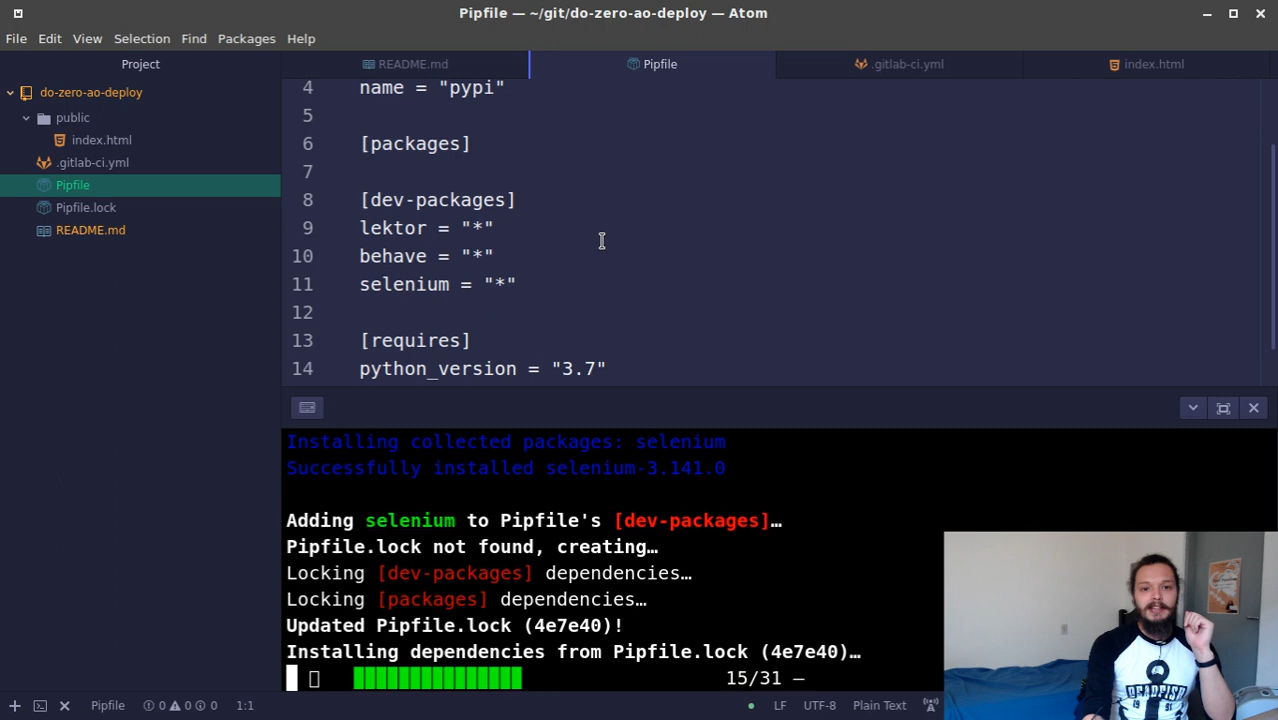 Pipfile — ~/git/do-zero-ao-deploy — Atom
File Edit View Selection Find Packages Help
Project
README.md
Pipfile
.gitlab-ci.yml
index.html
do-zero-ao-deploy
public
index.html
.gitlab-ci.yml
Pipfile
Pipfile.lock
README.md
4 name = "pypi"
5
6 [packages]
7
8 [dev-packages]
9 lektor = "*"
10 behave = "*"
11 selenium = "*"
12
13 [requires]
14 python_version = "3.7"
Installing collected packages: selenium
Successfully installed selenium-3.141.0
Adding selenium to Pipfile's [dev-packages]…
Pipfile.lock not found, creating…
Locking [dev-packages] dependencies…
Locking [packages] dependencies…
Updated Pipfile.lock (4e7e40)!
Installing dependencies from Pipfile.lock (4e7e40)…
15/31 —
DEADFISH
19 91
Pipfile 0 0 0 1:1 LF UTF-8 Plain Text